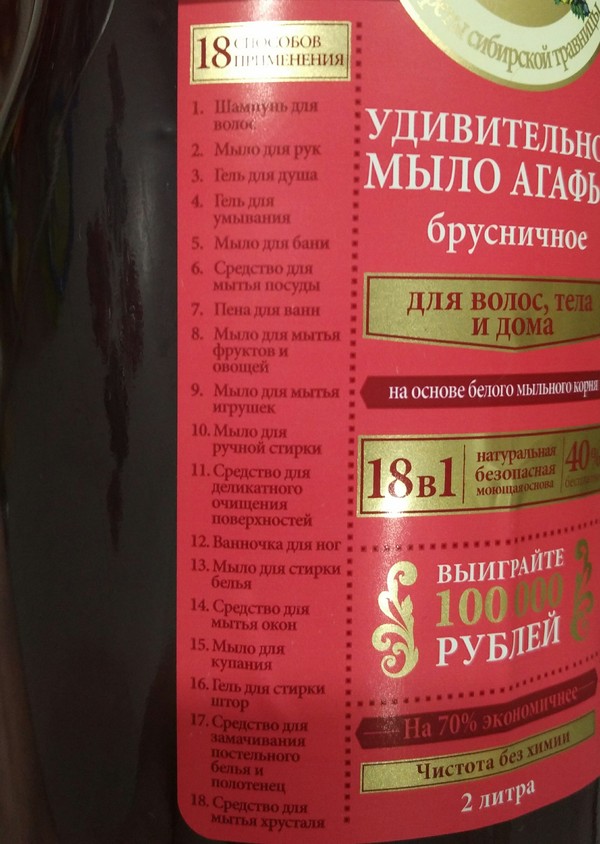 18 СПОСОБОВ
ПРИМЕНЕНИЯ
1. Шампунь для
волос
2. Мыло для рук
3. Гель для душа
4. Гель для
умывания
5. Мыло для бани
6. Средство для
мытья посуды
7. Пена для ванн
8. Мыло для мытья
фруктов и
овощей
9. Мыло для мытья
игрушек
10. Мыло для
ручной стирки
11. Средство для
деликатного
очищения
поверхностей
12. Ванночка для ног
13. Мыло для стирки
белья
14. Средство для
мытья окон
15. Мыло для
купания
16. Гель для стирки
штор
17. Средство для
замачивания
постельного
белья и
полотенец
18. Средство для
мытья хрусталя
сибирской травницы
УДИВИТЕЛЬНО
МЫЛО АГАФЬ
брусничное
для волос, тела
и дома
на основе белого мыльного корня
18 в 1
натуральная
безопасная
моющая основа
40%
ВЫИГРАЙТЕ
100 000
РУБЛЕЙ
На 70% экономичнее
Чистота без химии
2 литра